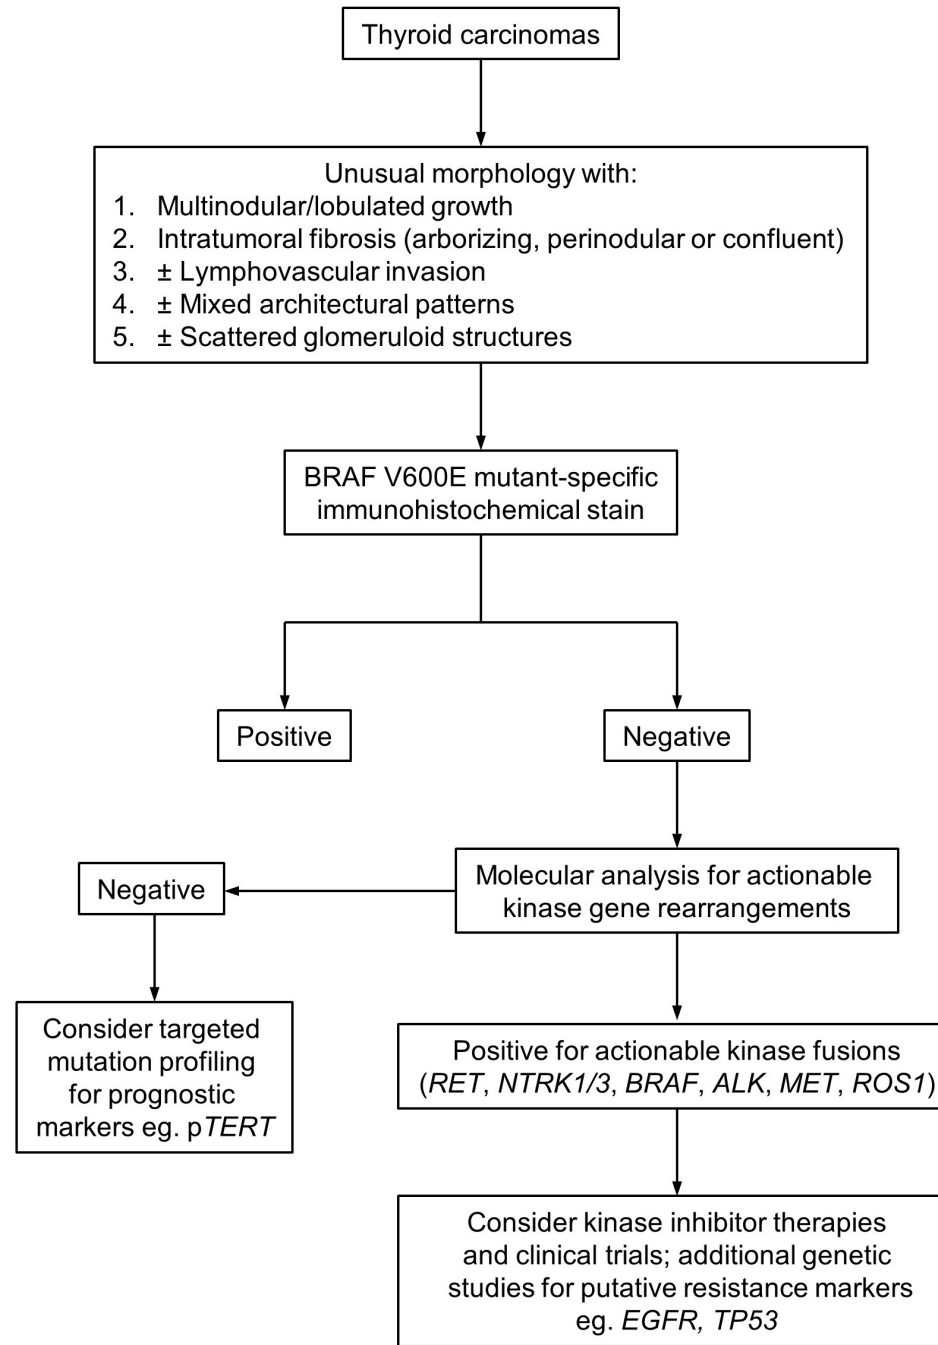 Thyroid carcinomas
Unusual morphology with:
1. Multinodular/lobulated growth
2. Intratumoral fibrosis (arborizing, perinodular or confluent)
3. ± Lymphovascular invasion
4. ± Mixed architectural patterns
5. ± Scattered glomeruloid structures
BRAF V600E mutant-specific
immunohistochemical stain
Positive
Negative
Molecular analysis for actionable
kinase gene rearrangements
Negative
Consider targeted
mutation profiling
for prognostic
markers eg. pTERT
Positive for actionable kinase fusions
(RET, NTRK1/3, BRAF, ALK, MET, ROS1)
Consider kinase inhibitor therapies
and clinical trials; additional genetic
studies for putative resistance markers
eg. EGFR, TP53